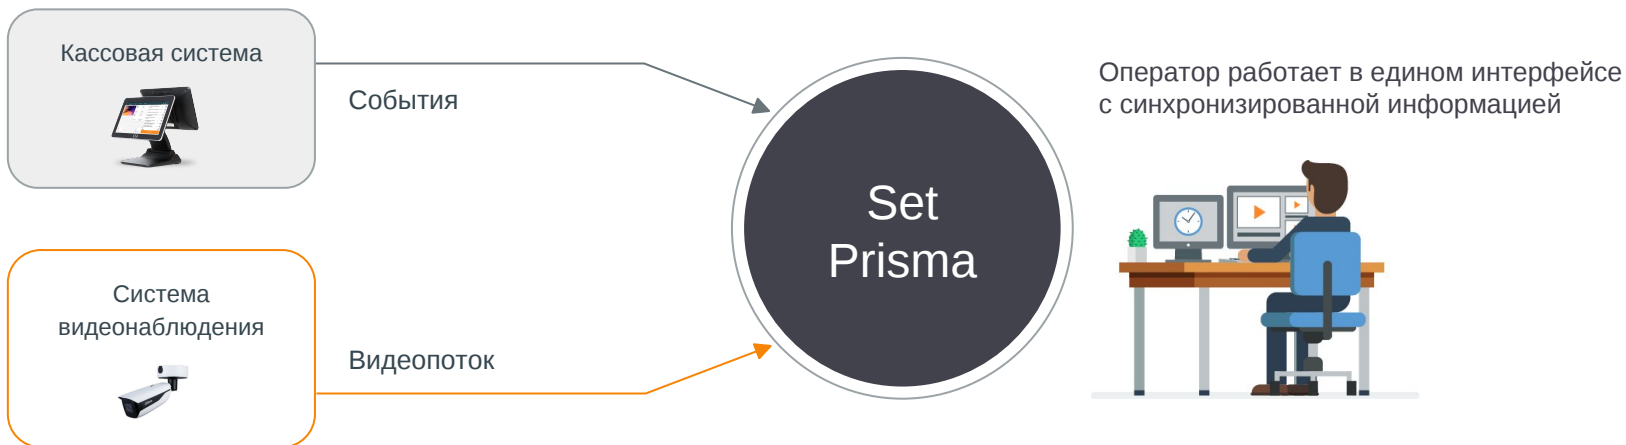 Кассовая система
События
Система
видеонаблюдения
Видеопоток
Set
Prisma
Оператор работает в едином интерфейсе
с синхронизированной информацией